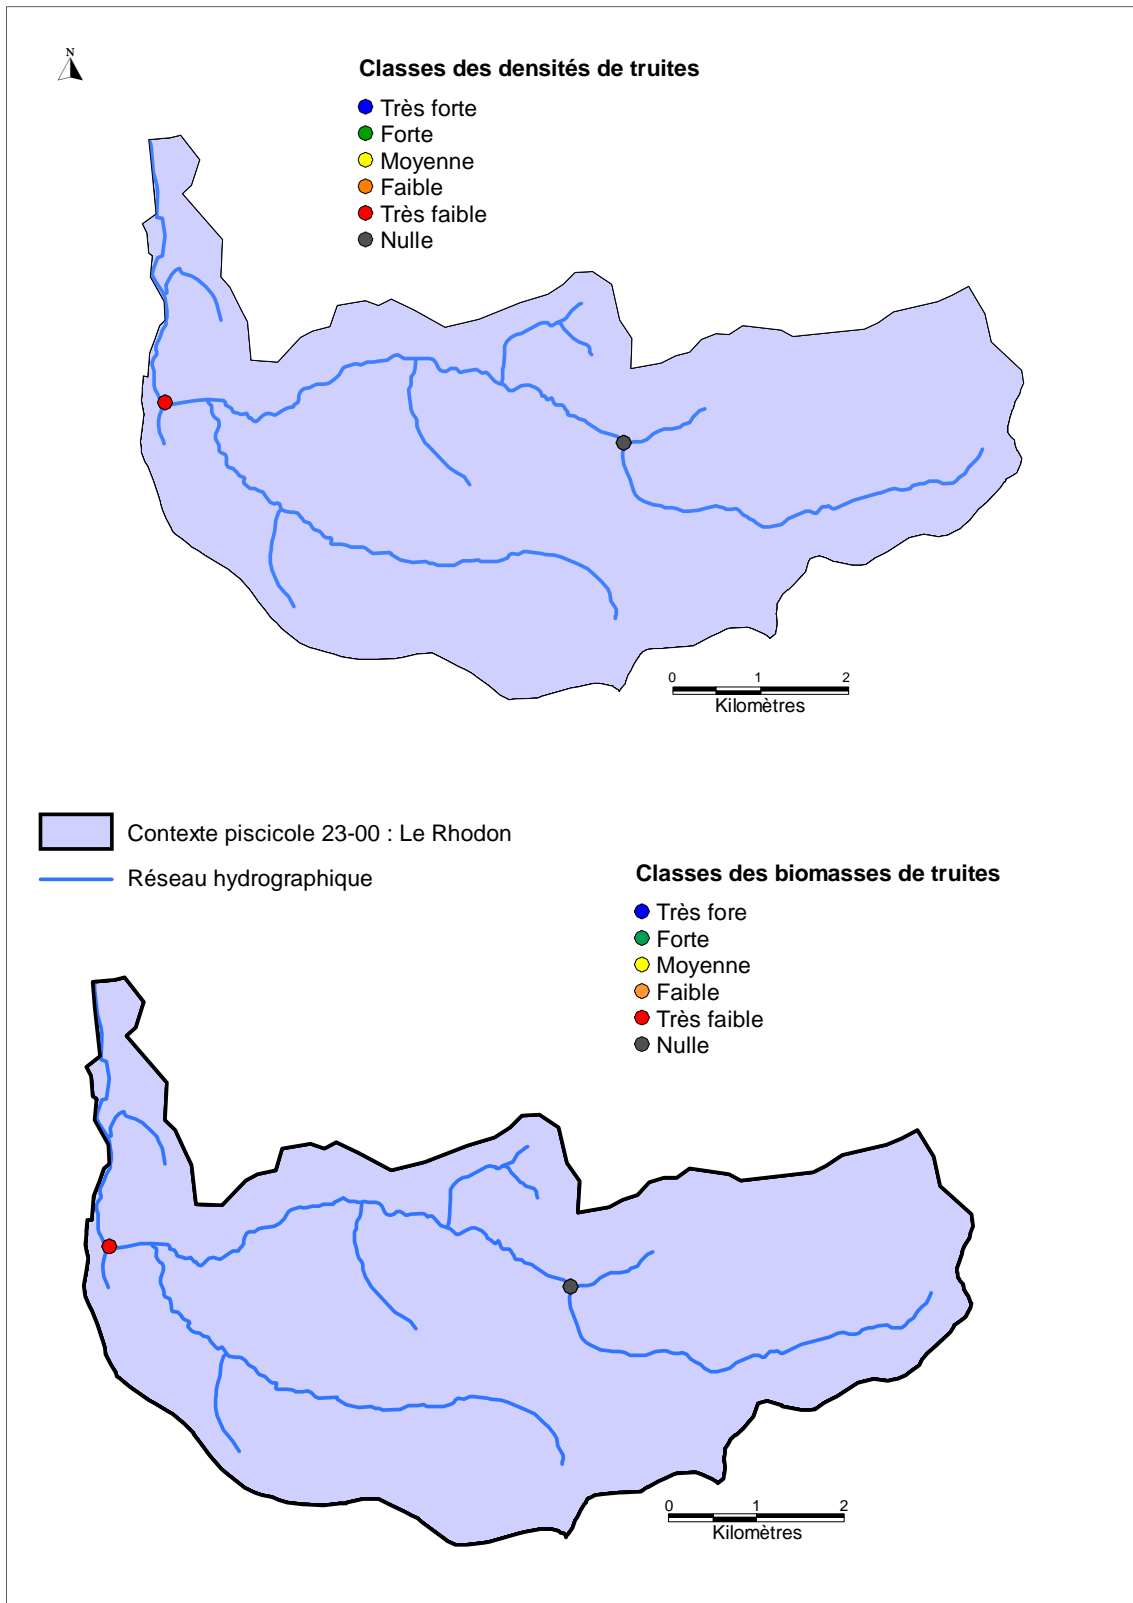 N
Classes des densités de truites
Très forte
Forte
Moyenne
Faible
Très faible
Nulle
0 1 2
Kilomètres
Contexte piscicole 23-00 : Le Rhodon
Réseau hydrographique
Classes des biomasses de truites
Très fore
Forte
Moyenne
Faible
Très faible
Nulle
0 1 2
Kilomètres